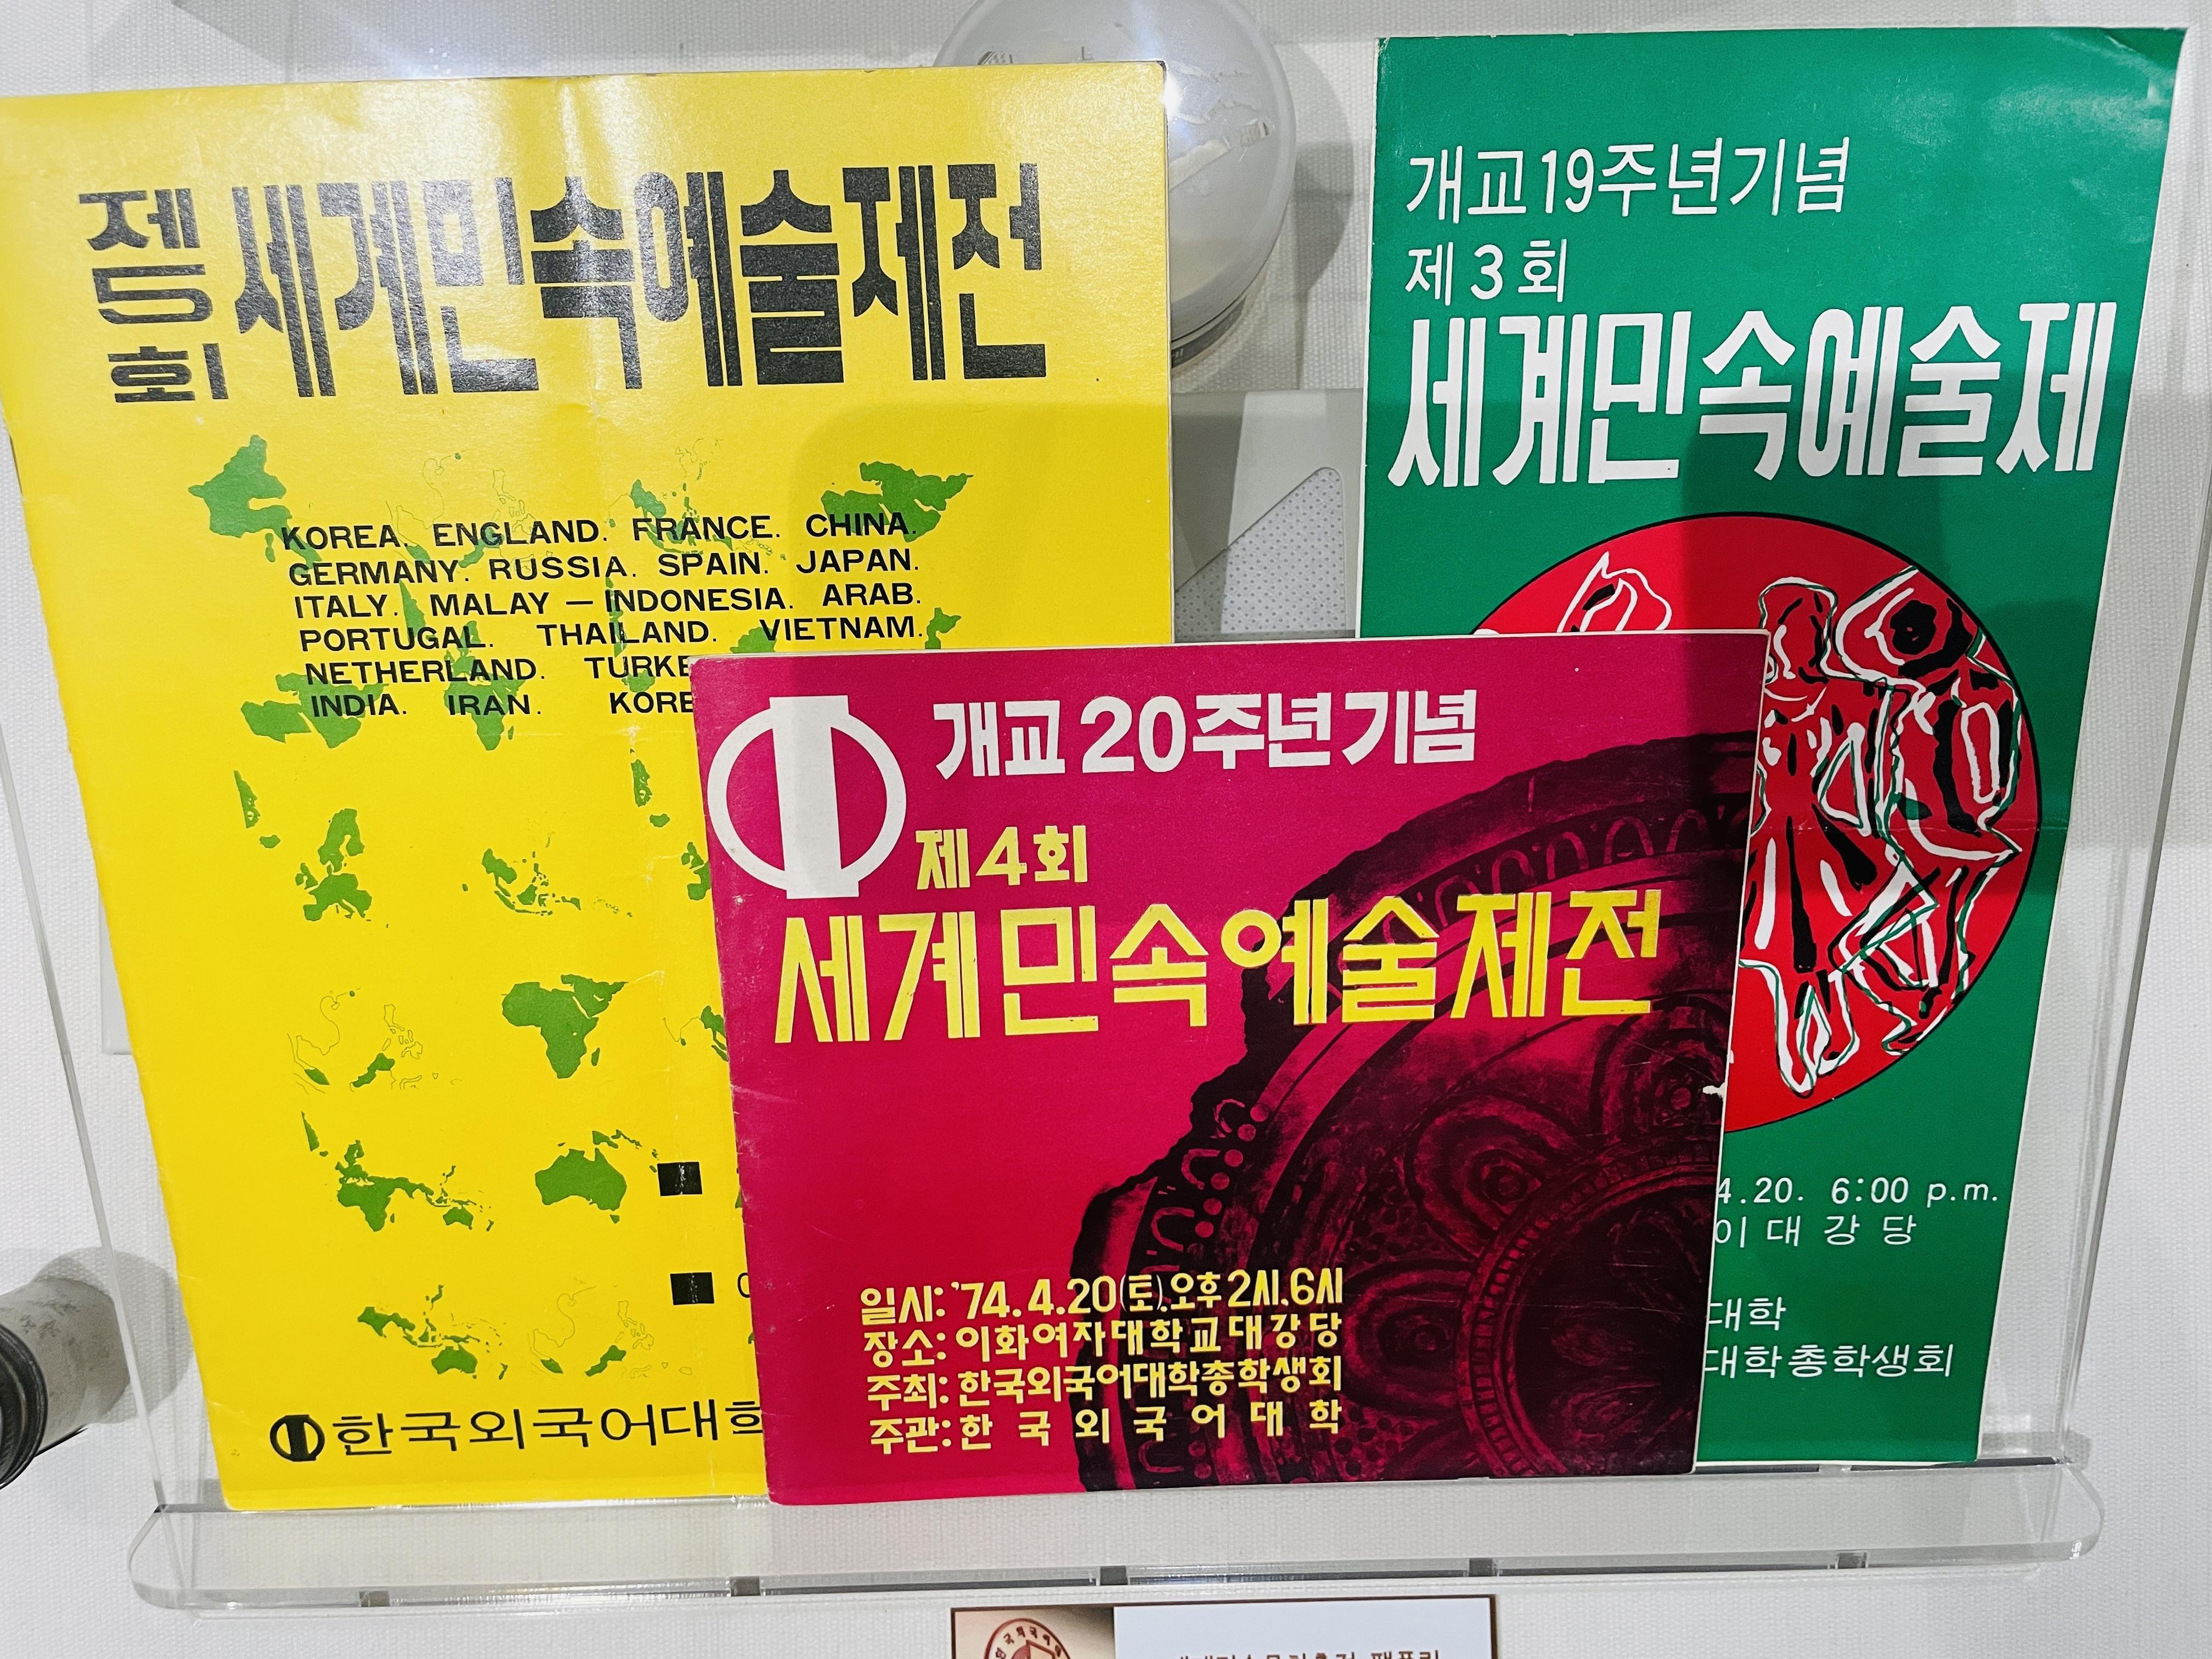 제5회
세계민속예술제전
KOREA. ENGLAND. FRANCE. CHINA.
GERMANY. RUSSIA. SPAIN. JAPAN.
ITALY. MALAY — INDONESIA. ARAB.
PORTUGAL. THAILAND. VIETNAM.
NETHERLAND. TURKE
INDIA. IRAN. KORE
한국외국어대학
개교20주년기념
제4회
세계민속예술제전
일시: '74. 4. 20(토).오후2시.6시
장소: 이화여자대학교대강당
주최: 한국외국어대학총학생회
주관: 한국외국어대학
개교19주년기념
제3회
세계민속예술제
4.20. 6:00 p.m.
이대강당
대학
대학총학생회